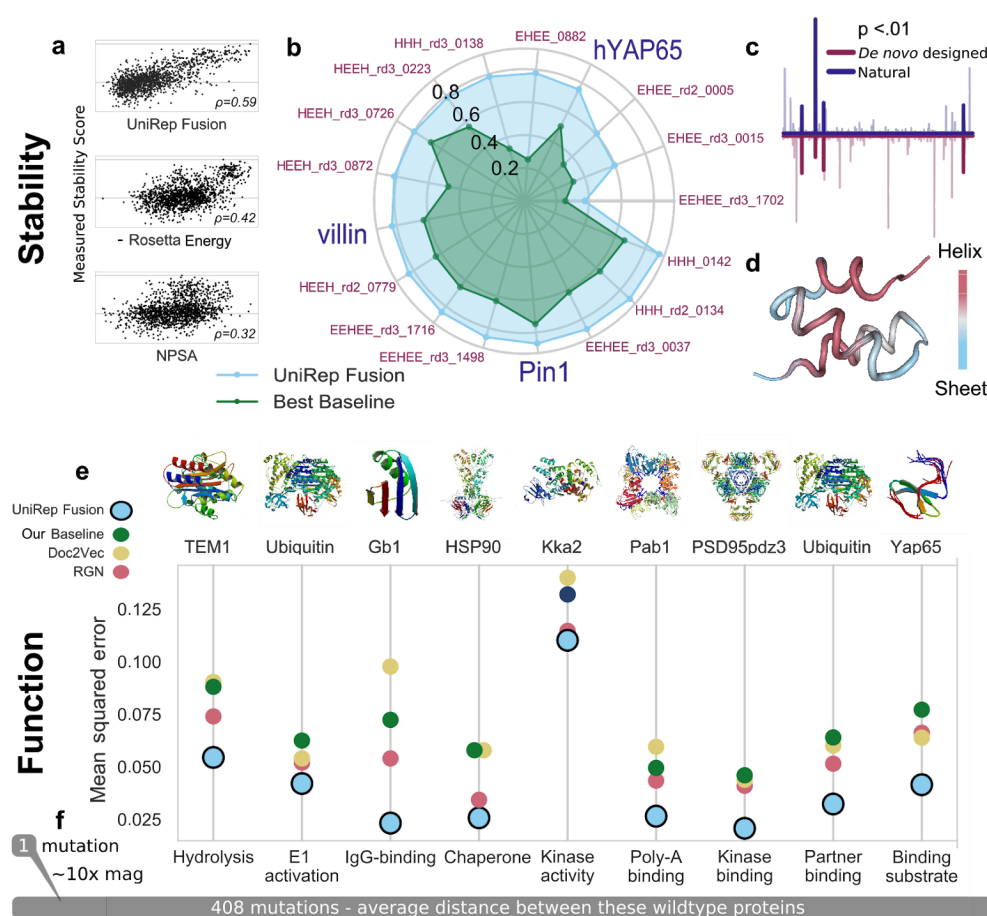 a
Stability
Measured Stability Score
ρ=0.59
UniRep Fusion
ρ=0.42
- Rosetta Energy
ρ=0.32
NPSA
b
HHH_rd3_0138
EHEE_0882
hYAP65
HEEH_rd3_0223
EHEE_rd2_0005
HEEH_rd3_0726
EHEE_rd3_0015
HEEH_rd3_0872
EEHEE_rd3_1702
villin
HHH_0142
HEEH_rd2_0779
HHH_rd2_0134
EEHEE_rd3_1716
EEHEE_rd3_0037
EEHEE_rd3_1498
Pin1
0.8
0.6
0.4
0.2
UniRep Fusion
Best Baseline
c
p <.01
De novo designed
Natural
d
Helix
Sheet
e
UniRep Fusion
Our Baseline
Doc2Vec
RGN
TEM1 Ubiquitin Gb1 HSP90 Kka2 Pab1 PSD95pdz3 Ubiquitin Yap65
Function
Mean squared error
0.125
0.100
0.075
0.050
0.025
Hydrolysis
E1
activation
IgG-binding
Chaperone
Kinase
activity
Poly-A
binding
Kinase
binding
Partner
binding
Binding
substrate
f
1 mutation
~10x mag
408 mutations - average distance between these wildtype proteins